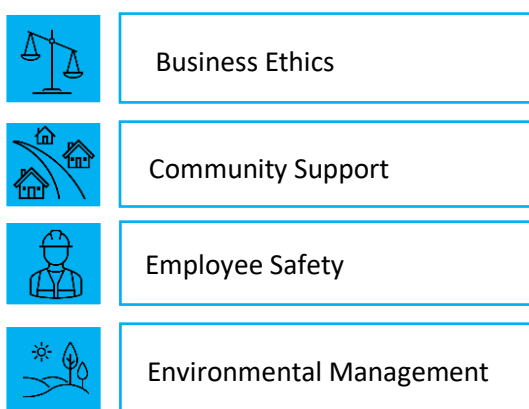 Business Ethics
Community Support
Employee Safety
Environmental Management